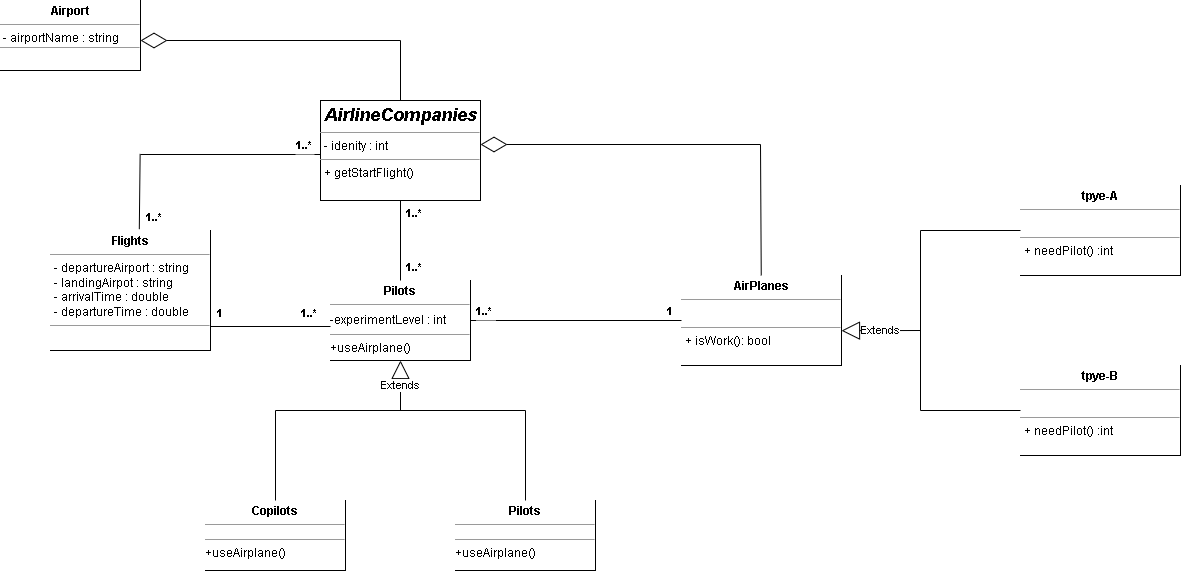 Airport
- airportName : string
AirlineCompanies
- idenity : int
+ getStartFlight()
1..*
1..*
1..*
1..*
Flights
- departureAirport : string
- landingAirpot : string
- arrivalTime : double
- departureTime : double
1
1..*
Pilots
-experimentLevel : int
+useAirplane()
1..*
1
AirPlanes
+ isWork(): bool
Extends
tpye-A
+ needPilot() :int
tpye-B
+ needPilot() :int
Extends
Copilots
+useAirplane()
Pilots
+useAirplane()